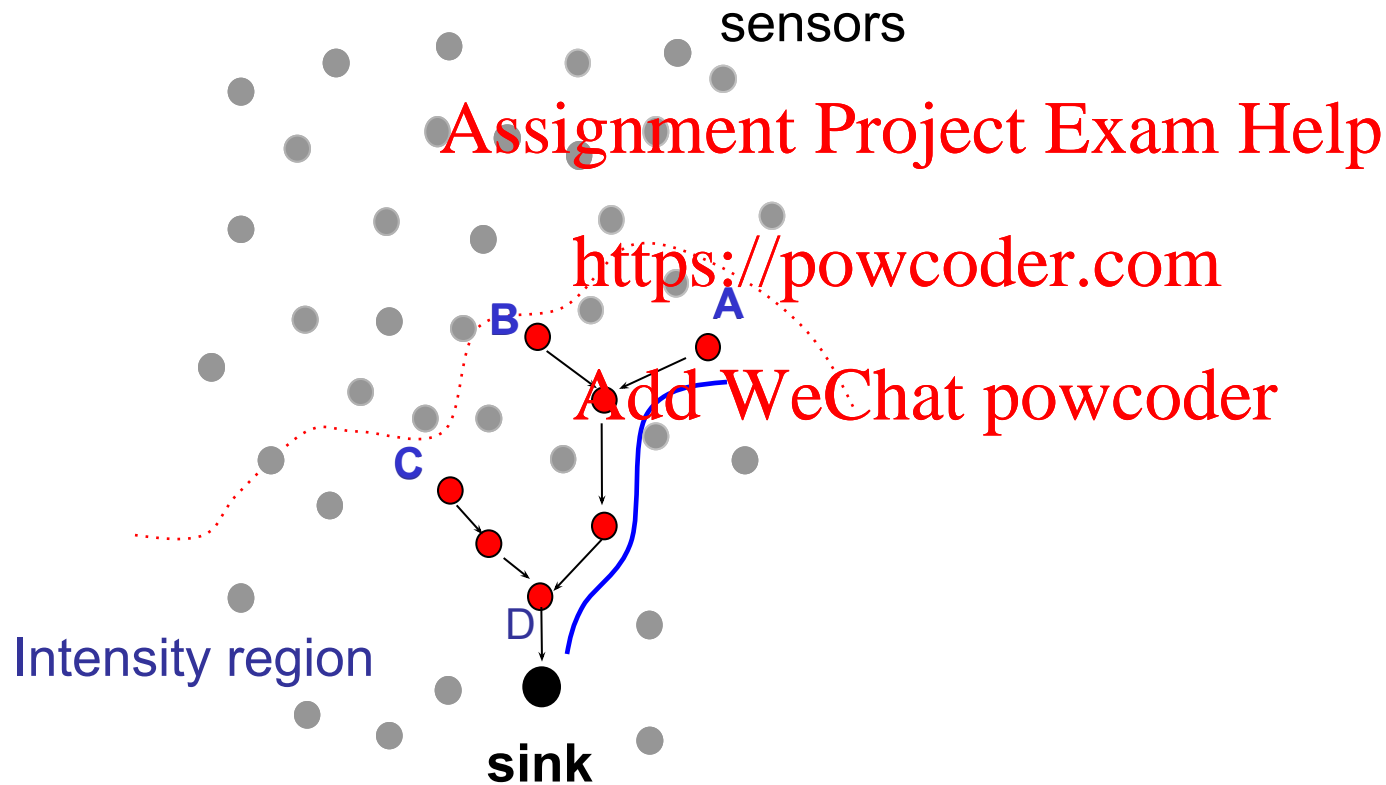 sensors
Assignment Project Exam Help
https://powcoder.com
B
A
Add WeChat powcoder
C
D
Intensity region
sink